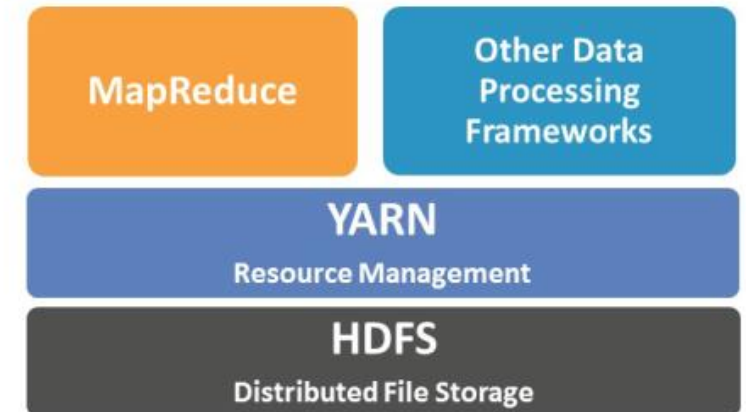 MapReduce
Other Data
Processing
Frameworks
YARN
Resource Management
HDFS
Distributed File Storage